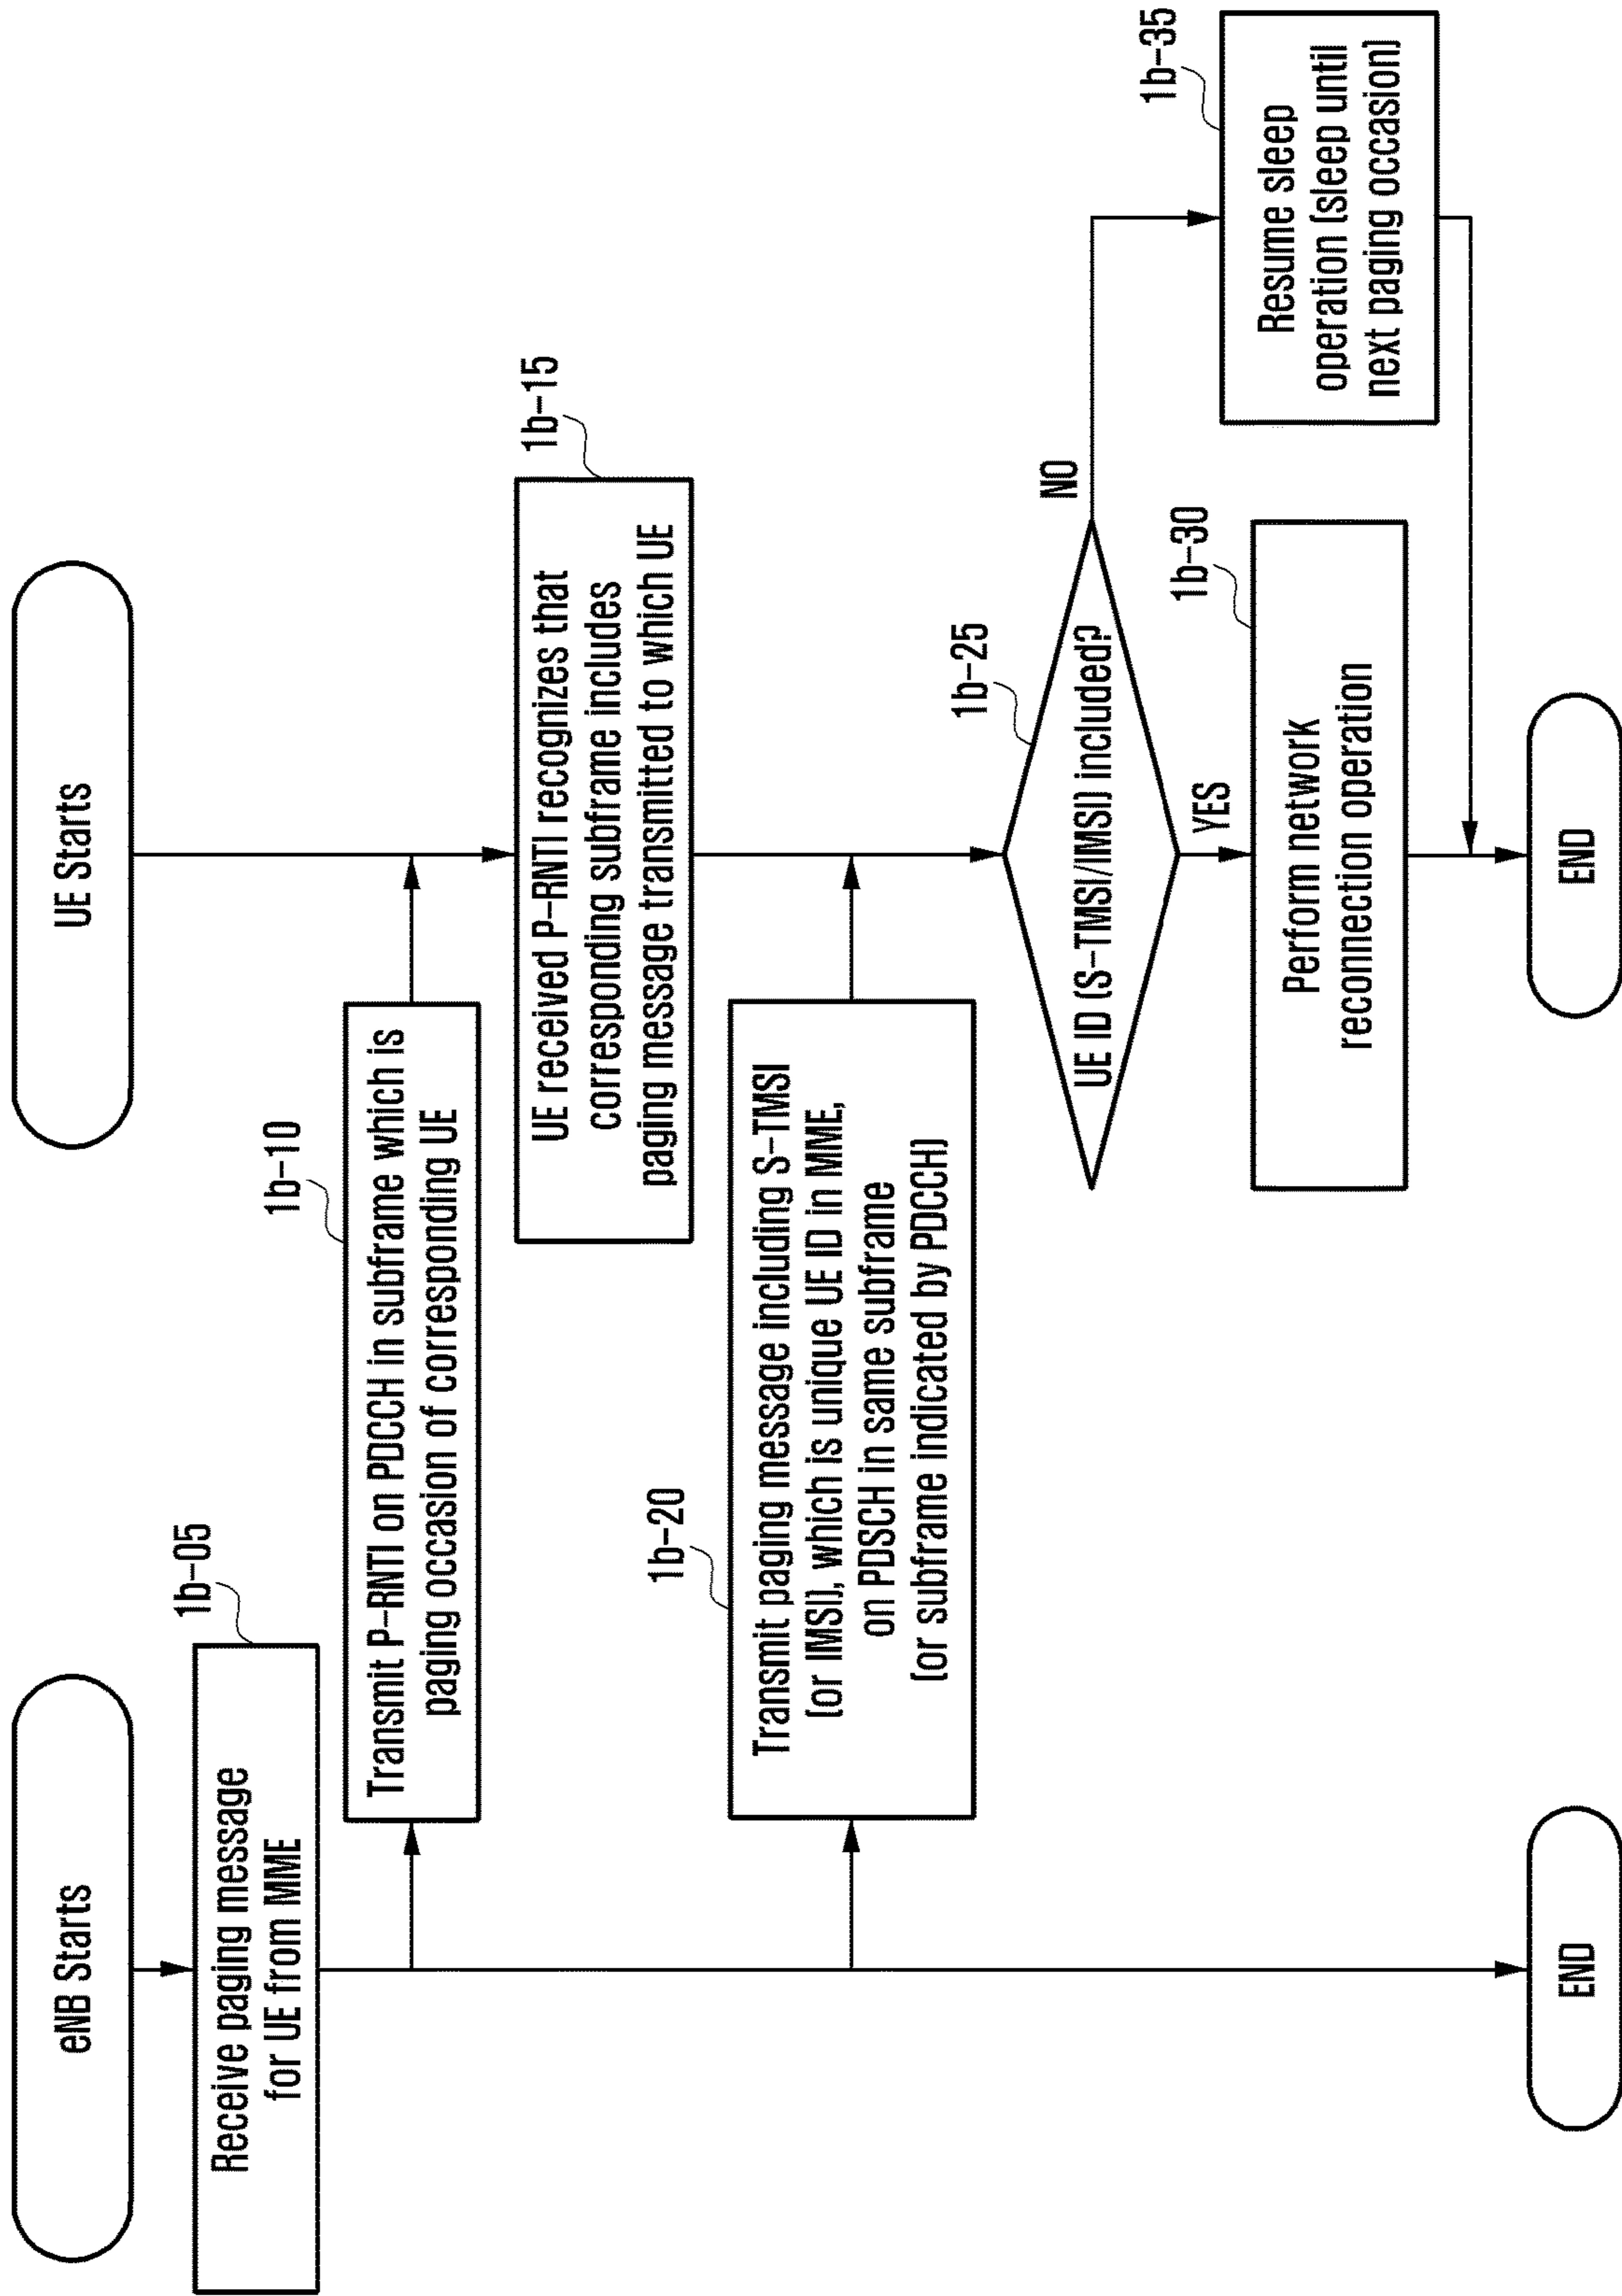 eNB Starts
UE Starts
1b-05
Receive paging message
for UE from MME
1b-10
Transmit P-RNTI on PDCCH in subframe which is
paging occasion of corresponding UE
1b-15
UE received P-RNTI recognizes that
corresponding subframe includes
paging message transmitted to which UE
1b-20
Transmit paging message including S-TMSI
(or IMSI), which is unique UE ID in MME,
on PDSCH in same subframe
(or subframe indicated by PDCCH)
1b-25
UE ID (S-TMSI/IMSI) included?
NO
YES
1b-30
Perform network
reconnection operation
1b-35
Resume sleep
operation (sleep until
next paging occasion)
END
END